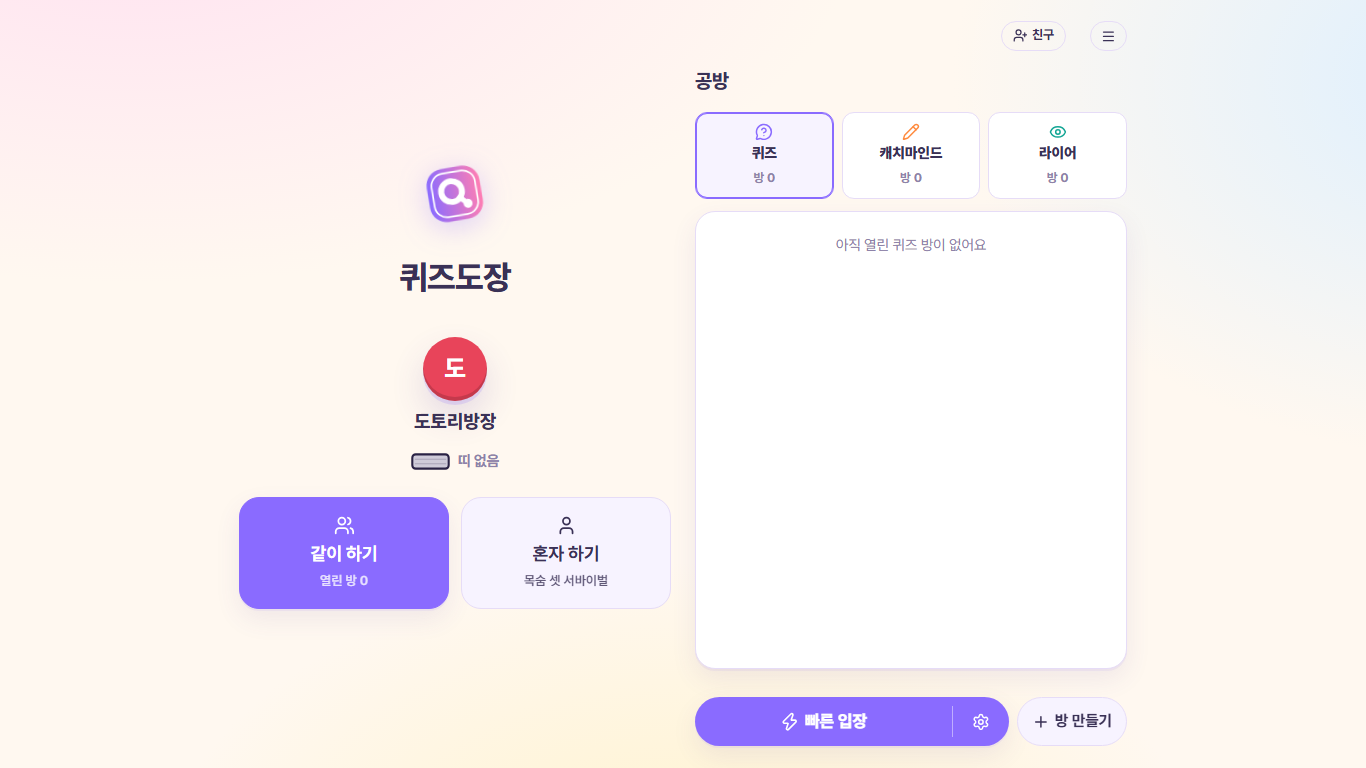 친구
공방
퀴즈
방 0
캐치마인드
방 0
라이어
방 0
아직 열린 퀴즈 방이 없어요
퀴즈도장
도
도토리방장
띠 없음
같이 하기
열린 방 0
혼자 하기
목숨 셋 서바이벌
빠른 입장
방 만들기